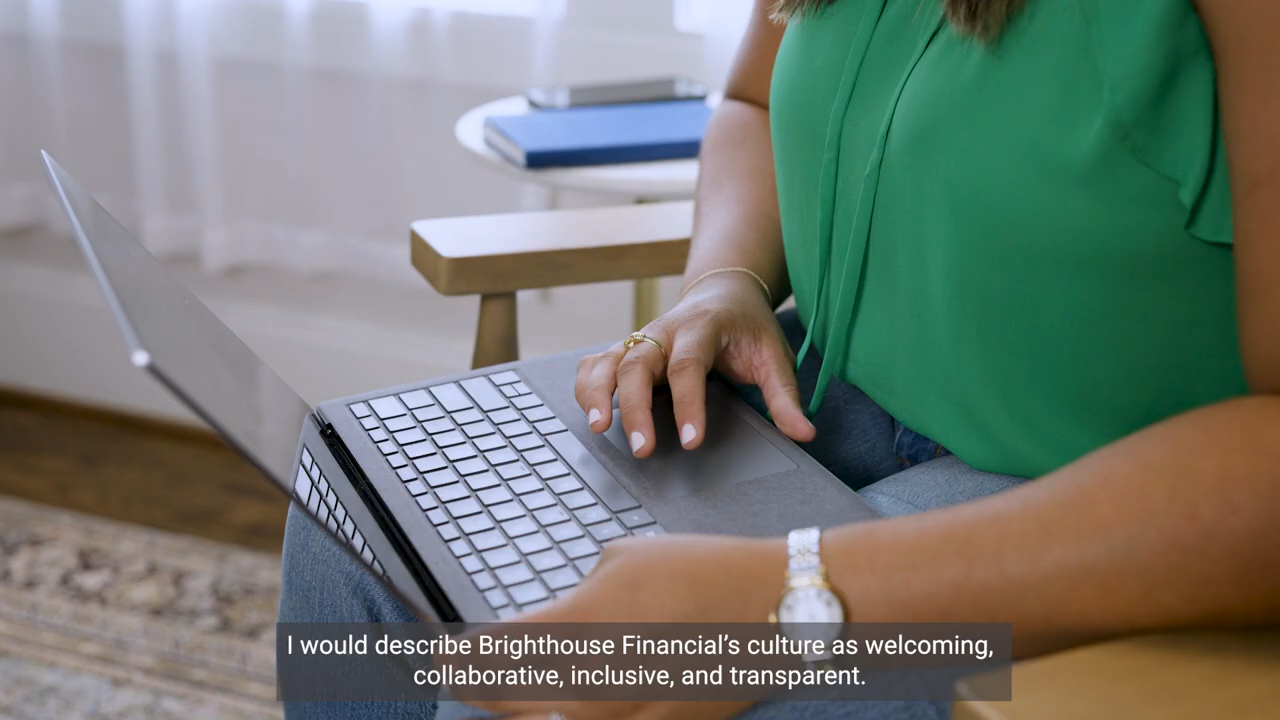 I would describe Brighthouse Financial’s culture as welcoming,
collaborative, inclusive, and transparent.